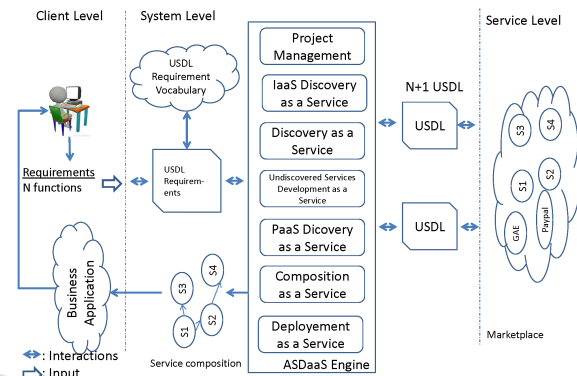 Client Level
System Level
Service Level
Project
Management
USDL
Requirement
Vocabulary
IaaS Discovery
as a Service
N+1 USDL
Discovery as a
Service
USDL
S3
S4
Requirements
N functions
USDL
Requirem-
ents
Undiscovered Services
Development as a
Service
S1
S2
PaaS Dicovery
as a Service
USDL
GAE
Paypal
Business
Application
S3
S4
S1
S2
Composition
as a Service
Deployement
as a Service
Marketplace
: Interactions
: Input
Service composition
ASDaaS Engine